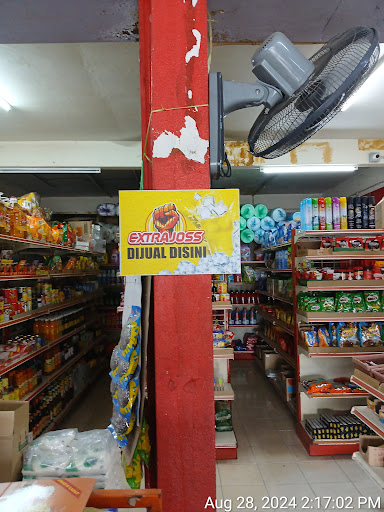 EXTRAJOSS
DIJUAL DISINI
Aug 28, 2024 2:17:02 PM